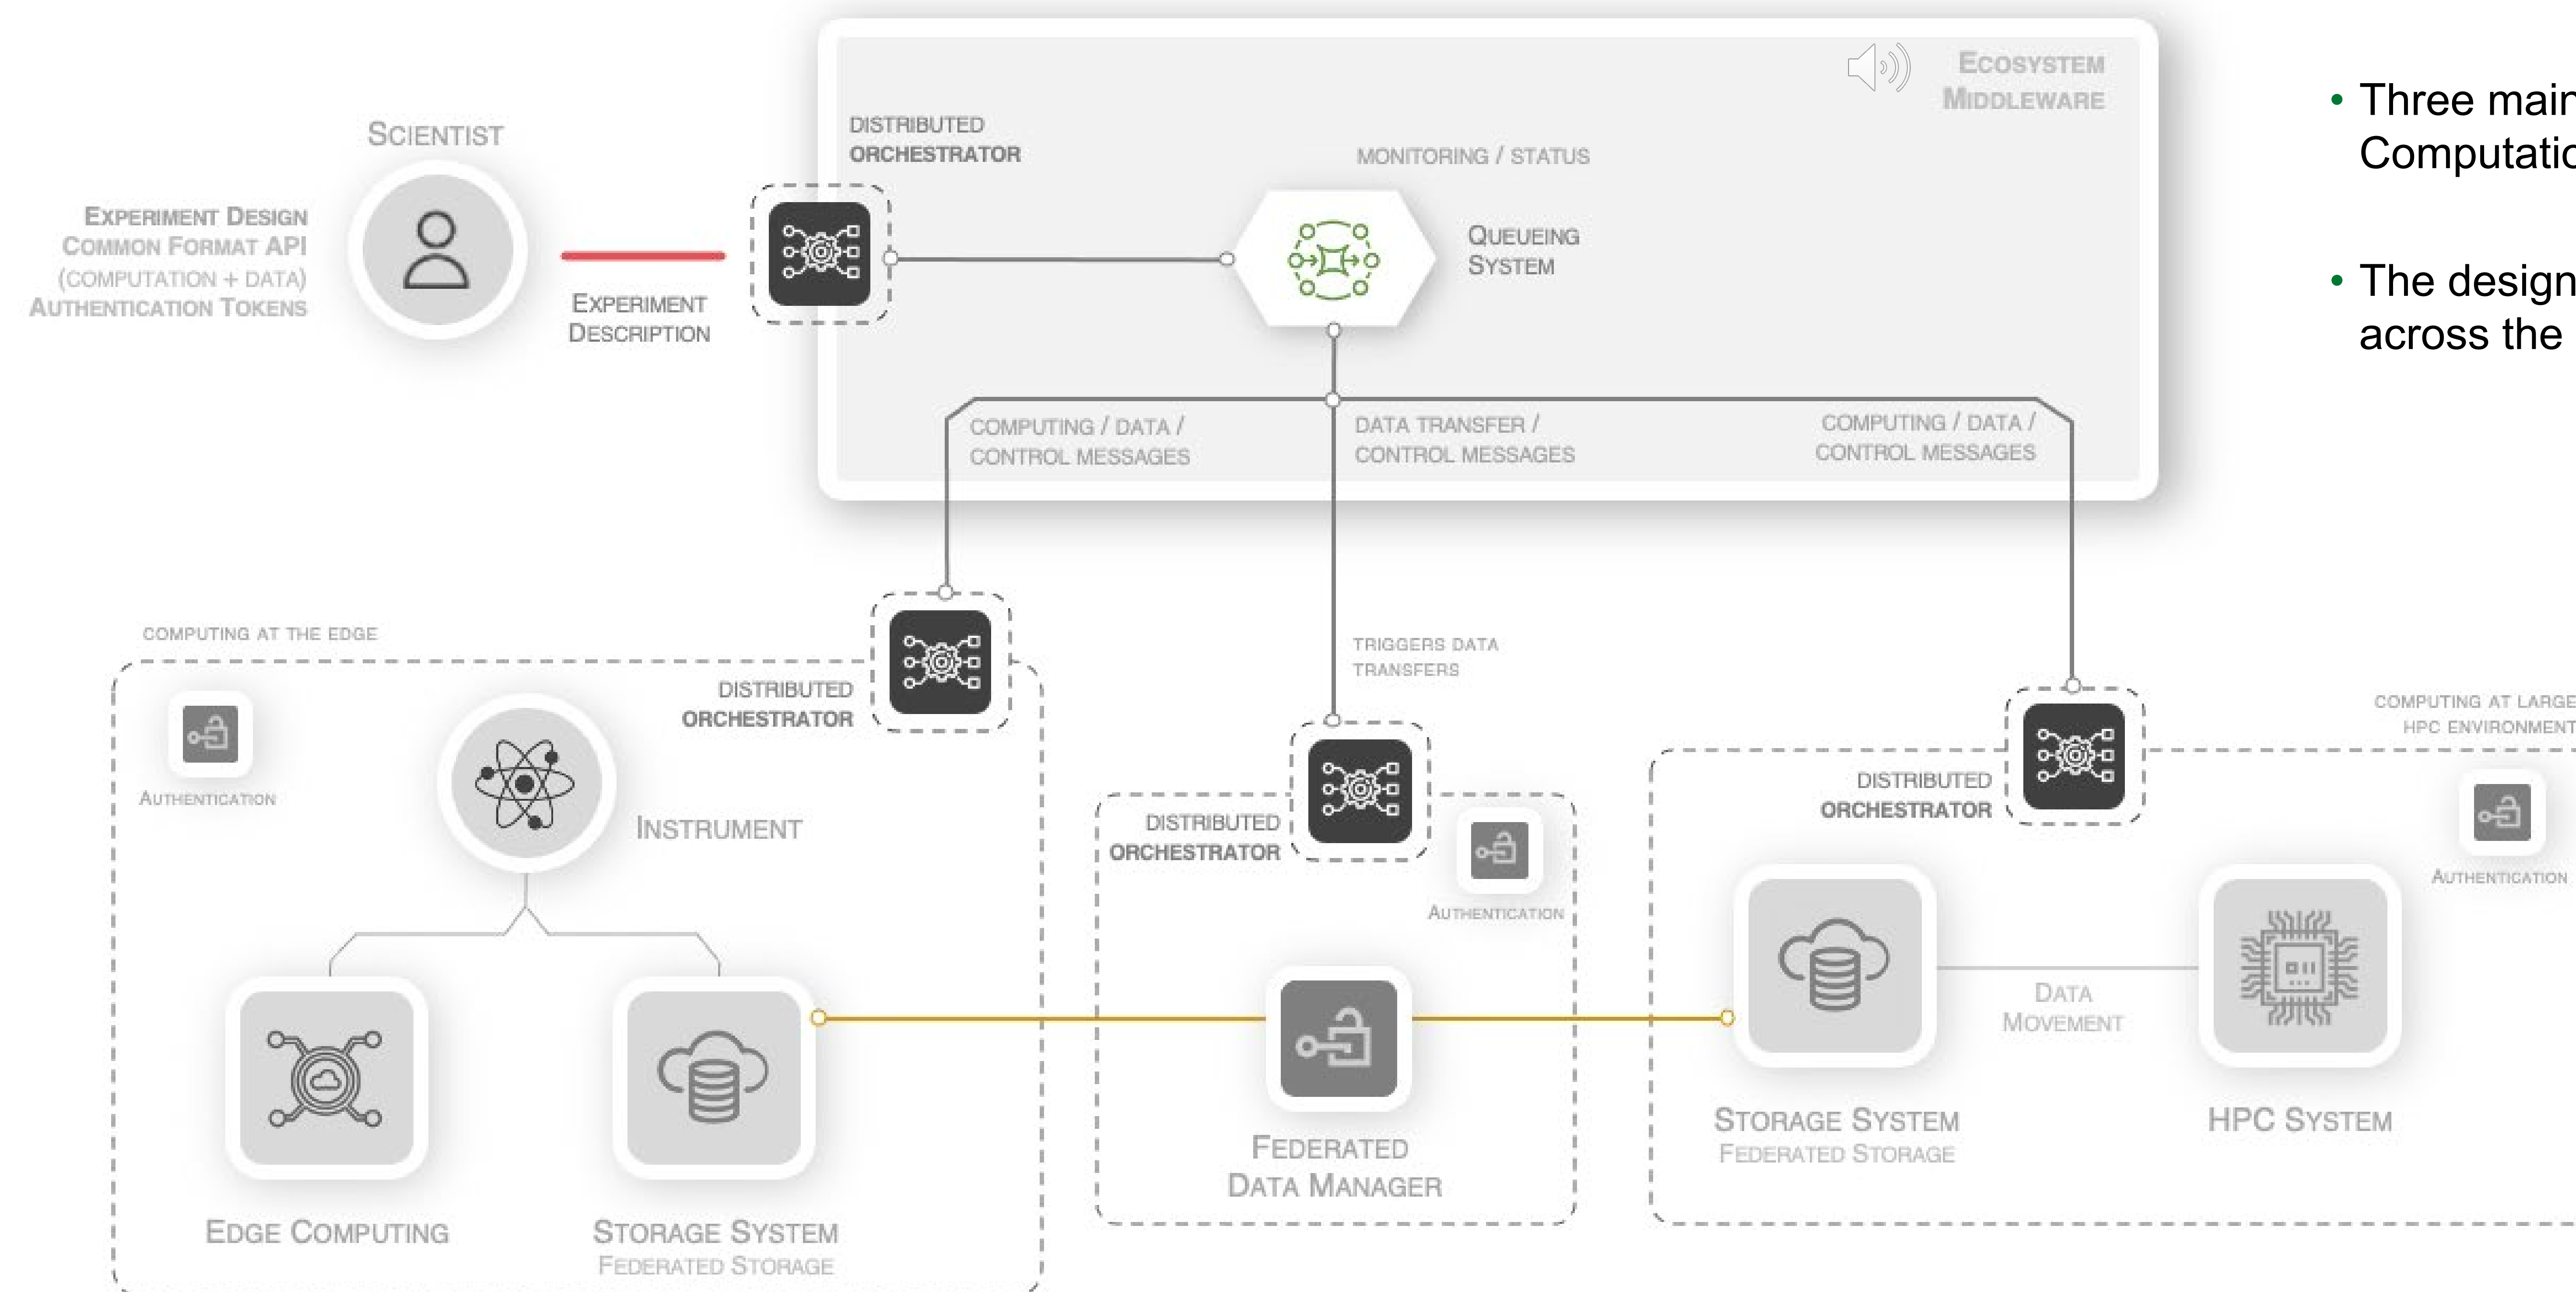 ECOSYSTEM
MIDDLEWARE
SCIENTIST
EXPERIMENT DESIGN
COMMON FORMAT API
(COMPUTATION + DATA)
AUTHENTICATION TOKENS
EXPERIMENT
DESCRIPTION
DISTRIBUTED
ORCHESTRATOR
MONITORING / STATUS
QUEUEING
SYSTEM
COMPUTING / DATA /
CONTROL MESSAGES
DATA TRANSFER /
CONTROL MESSAGES
COMPUTING / DATA /
CONTROL MESSAGES
• Three main
Computatio
• The design
across the
COMPUTING AT THE EDGE
AUTHENTICATION
DISTRIBUTED
ORCHESTRATOR
INSTRUMENT
EDGE COMPUTING
STORAGE SYSTEM
FEDERATED STORAGE
TRIGGERS DATA
TRANSFERS
DISTRIBUTED
ORCHESTRATOR
AUTHENTICATION
FEDERATED
DATA MANAGER
COMPUTING AT LARGE
HPC ENVIRONMENT
DISTRIBUTED
ORCHESTRATOR
AUTHENTICATION
STORAGE SYSTEM
FEDERATED STORAGE
DATA
MOVEMENT
HPC SYSTEM